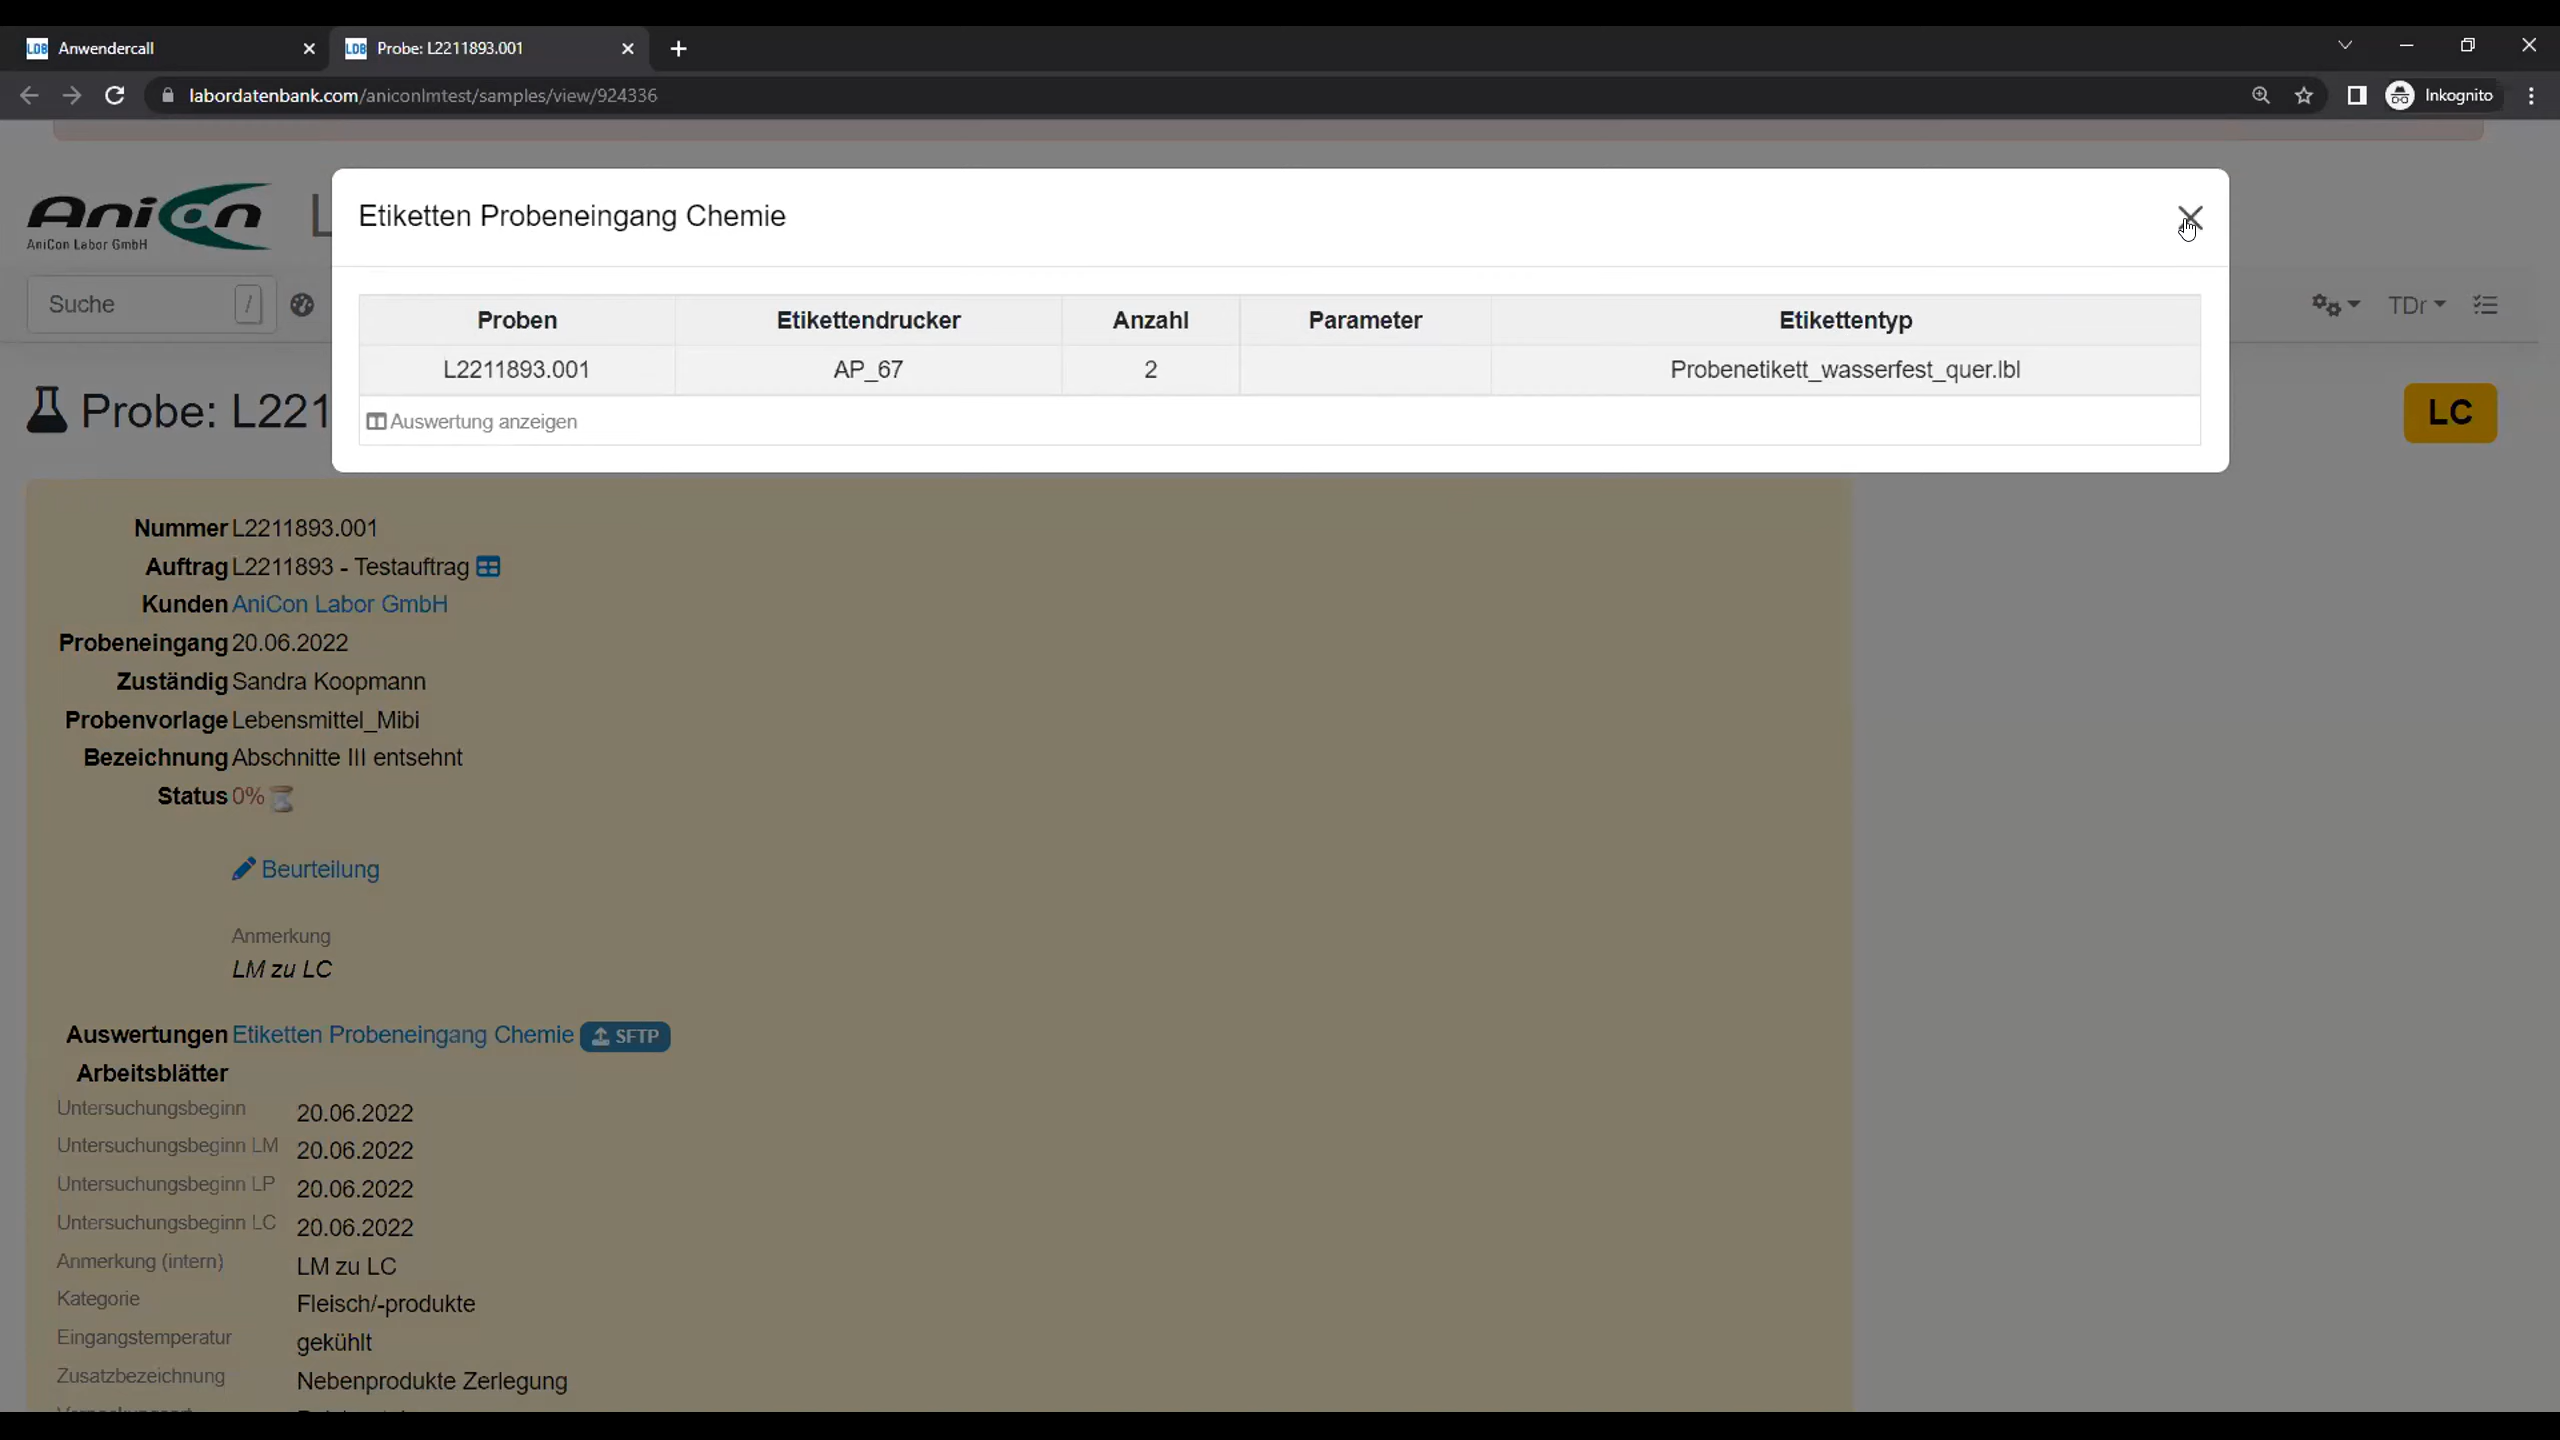 LDB Anwendercall
LDB Probe: L2211893.001
labordatenbank.com/aniconlmtest/samples/view/924336
Inkognito
AniCon
AniCon Labor GmbH
L
Etiketten Probeneingang Chemie
Suche /
TDr
Proben Etikettendrucker Anzahl Parameter Etikettentyp
L2211893.001 AP_67 2 Probenetikett_wasserfest_quer.lbl
Auswertung anzeigen
Probe: L221
LC
Nummer L2211893.001
Auftrag L2211893 - Testauftrag
Kunden AniCon Labor GmbH
Probeneingang 20.06.2022
Zuständig Sandra Koopmann
Probenvorlage Lebensmittel_Mibi
Bezeichnung Abschnitte III entsehnt
Status 0%
Beurteilung
Anmerkung
LM zu LC
Auswertungen Etiketten Probeneingang Chemie SFTP
Arbeitsblätter
Untersuchungsbeginn 20.06.2022
Untersuchungsbeginn LM 20.06.2022
Untersuchungsbeginn LP 20.06.2022
Untersuchungsbeginn LC 20.06.2022
Anmerkung (intern) LM zu LC
Kategorie Fleisch/-produkte
Eingangstemperatur gekühlt
Zusatzbezeichnung Nebenprodukte Zerlegung